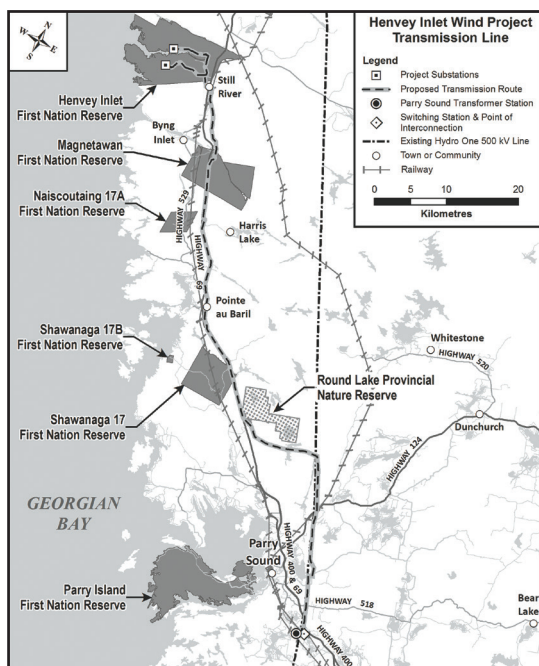 Henvey Inlet Wind Project
Transmission Line
Legend
Project Substations
Proposed Transmission Route
Parry Sound Transformer Station
Switching Station & Point of
Interconnection
Existing Hydro One 500 kV Line
Town or Community
Railway
0 10 20
Kilometres
N
E
S
W
Still
River
Henvey Inlet
First Nation Reserve
Byng
Inlet
Magnetawan
First Nation Reserve
Naiscoutaing 17A
First Nation Reserve
HIGHWAY 529
HIGHWAY 69
Harris
Lake
Pointe
au Baril
Shawanaga 17B
First Nation Reserve
Whitestone
HIGHWAY 520
Round Lake Provincial
Nature Reserve
Shawanaga 17
First Nation Reserve
Dunchurch
HIGHWAY 124
GEORGIAN
BAY
Parry
Sound
HIGHWAY 400 & 69
Parry Island
First Nation Reserve
HIGHWAY 518
Bear
Lake
HIGHWAY 400